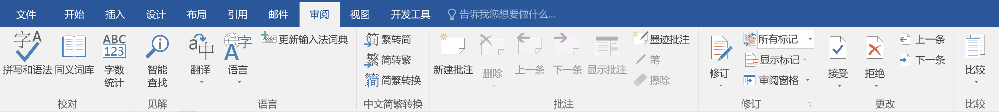 文件 开始 插入 设计 布局 引用 邮件 审阅 视图 开发工具 告诉我您想要做什么...
字A
拼写和语法
同义词库
ABC
123
字数
统计
校对
智能
查找
见解
a中
翻译
字
A
语言
更新输入法词典
语言
简 繁转简
繁 简转繁
简 简繁转换
中文简繁转换
新建批注
删除
上一条
下一条
显示批注
墨迹批注
笔
擦除
批注
修订
所有标记
显示标记
审阅窗格
修订
接受
拒绝
上一条
下一条
更改
比较
比较